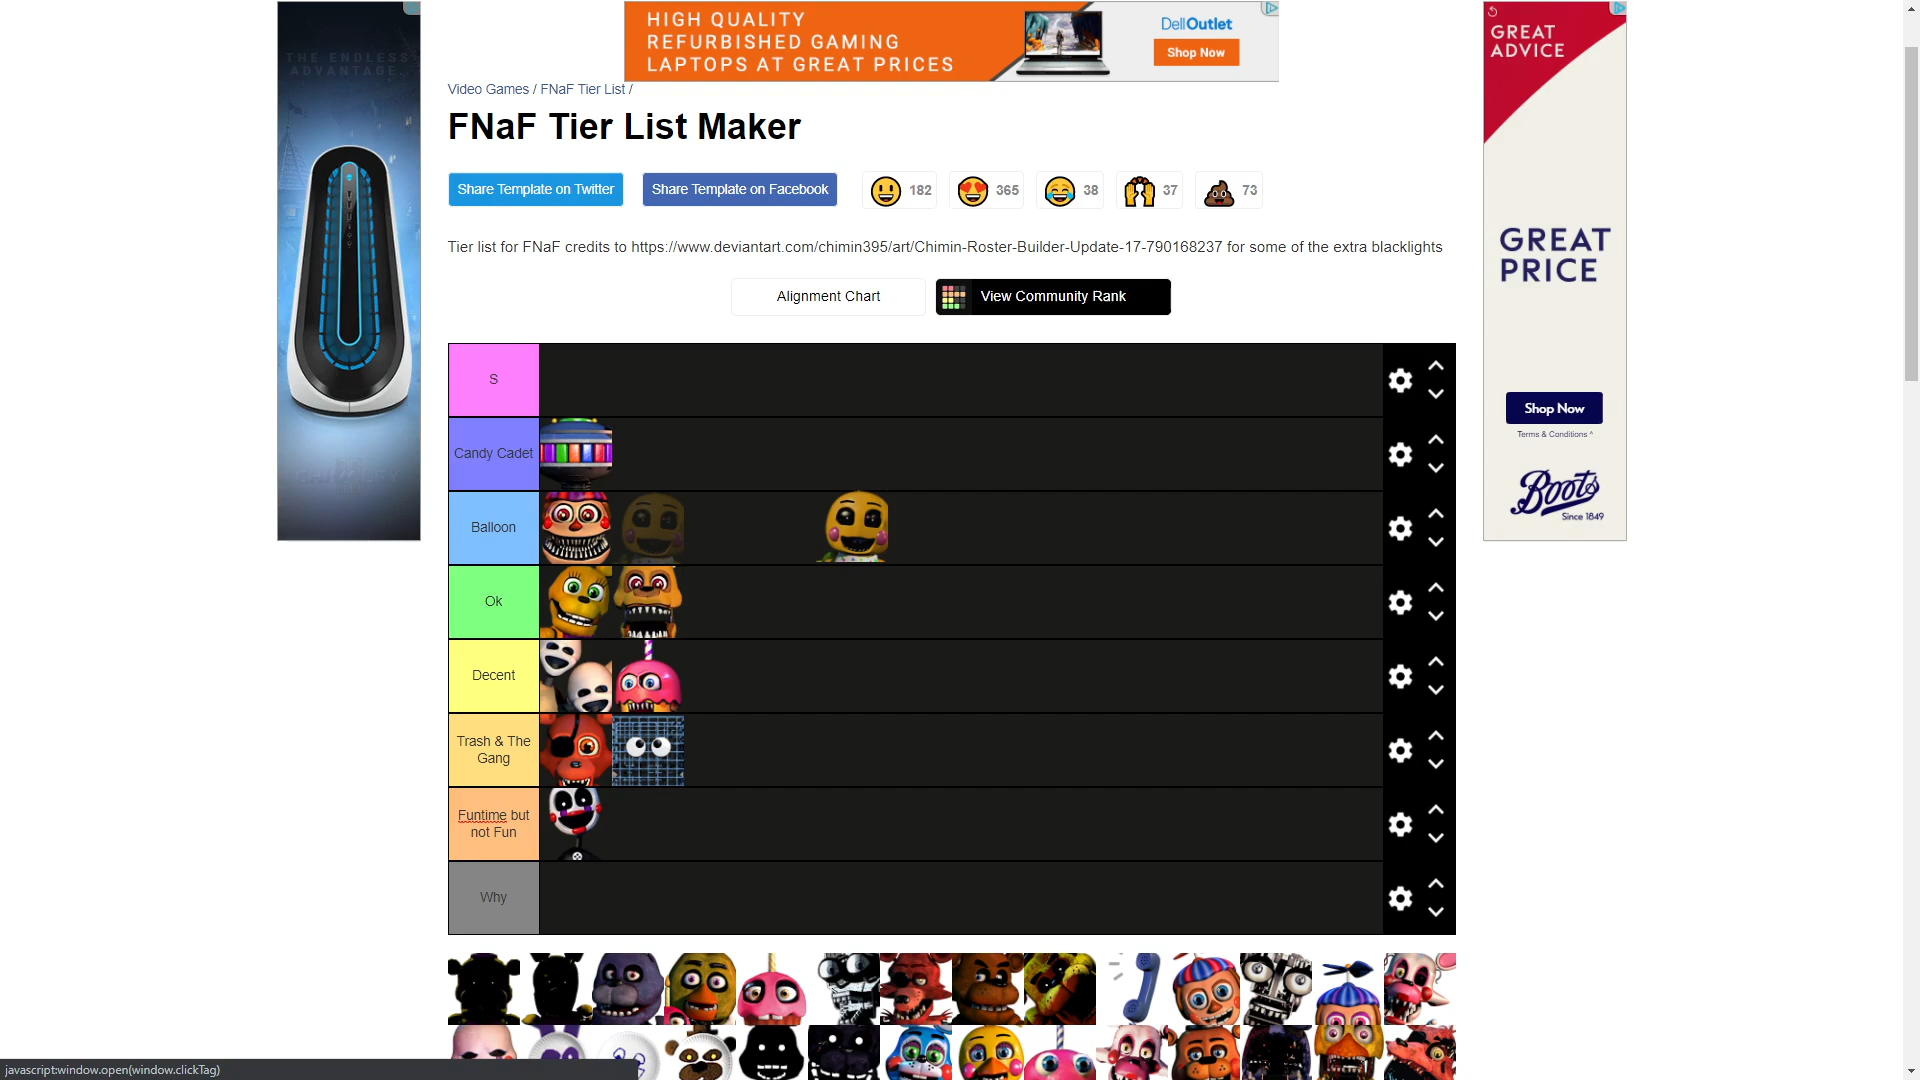 THE ENDLESS
ADVANTAGE.
HIGH QUALITY
REFURBISHED GAMING
LAPTOPS AT GREAT PRICES
DellOutlet
Shop Now
GREAT
ADVICE
Video Games / FNaF Tier List /
FNaF Tier List Maker
Share Template on Twitter
Share Template on Facebook
182
365
38
37
73
Tier list for FNaF credits to https://www.deviantart.com/chimin395/art/Chimin-Roster-Builder-Update-17-790168237 for some of the extra blacklights
GREAT
PRICE
Alignment Chart
View Community Rank
S
Candy Cadet
Balloon
Ok
Decent
Trash & The
Gang
Funtime but
not Fun
Why
Shop Now
Terms & Conditions ^
Boots
Since 1849
javascript:window.open(window.clickTag)